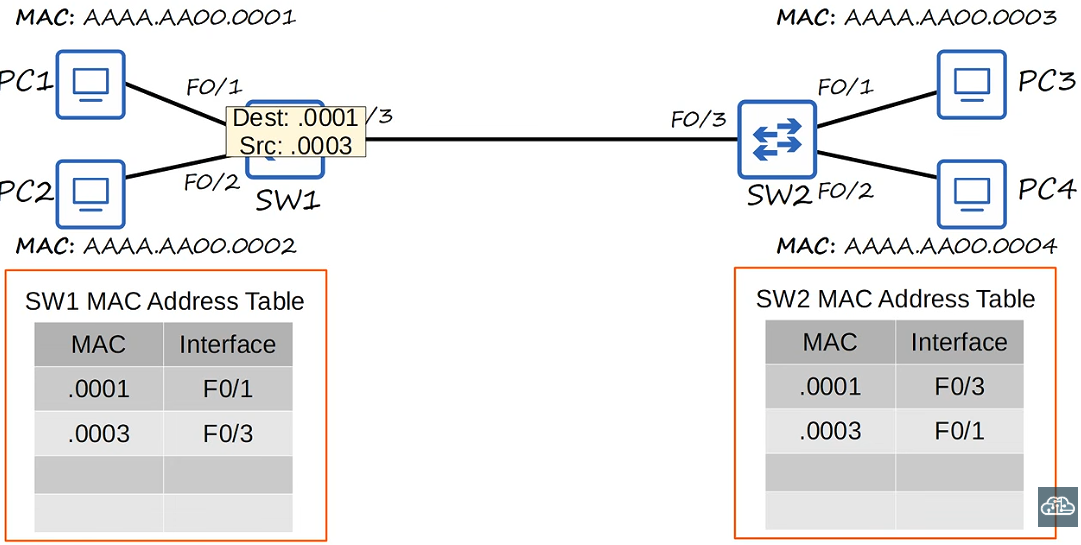 MAC: AAAA.AA00.0001
MAC: AAAA.AA00.0003
PC1
F0/1
Dest: .0001
Src: .0003
/3
F0/3
F0/1
PC3
PC2
F0/2
SW1
SW2
F0/2
PC4
MAC: AAAA.AA00.0002
MAC: AAAA.AA00.0004
SW1 MAC Address Table
MAC Interface
.0001 F0/1
.0003 F0/3
SW2 MAC Address Table
MAC Interface
.0001 F0/3
.0003 F0/1